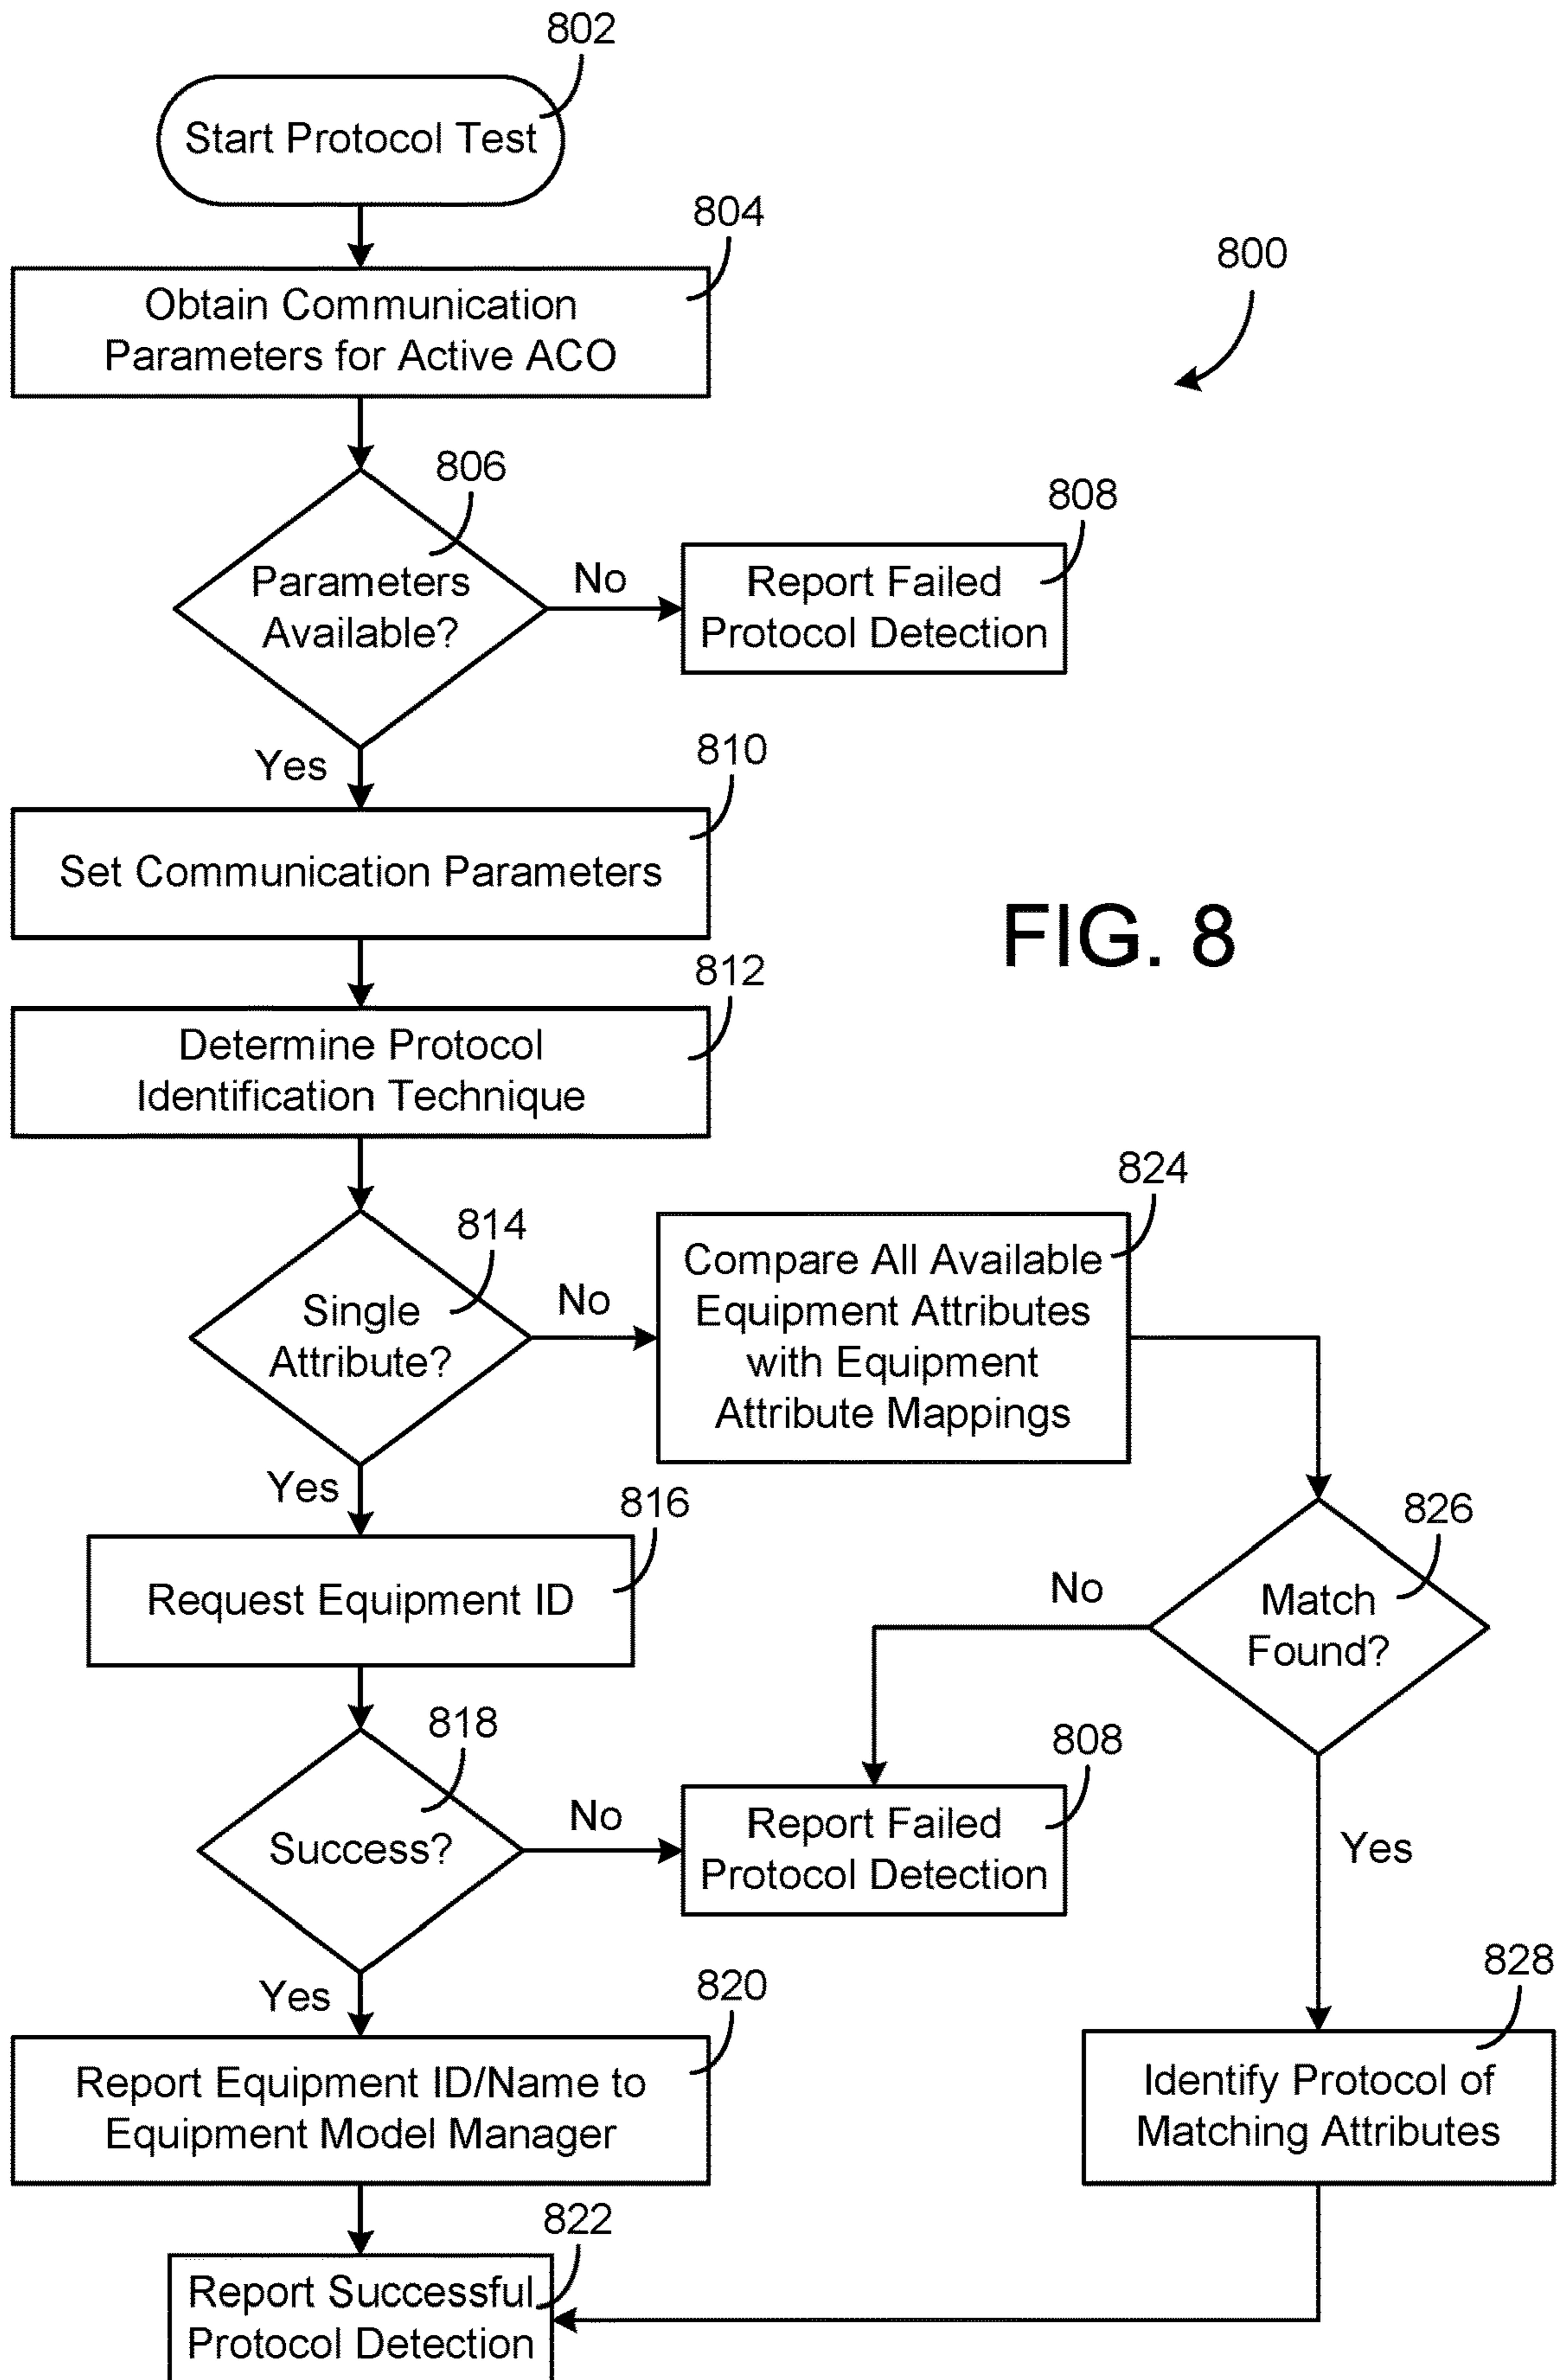 802
Start Protocol Test
804
800
Obtain Communication
Parameters for Active ACO
806
808
Parameters
Available?
No
Report Failed
Protocol Detection
Yes
810
Set Communication Parameters
FIG. 8
812
Determine Protocol
Identification Technique
814
824
Single
Attribute?
No
Compare All Available
Equipment Attributes
with Equipment
Attribute Mappings
Yes
816
826
Request Equipment ID
No
Match
Found?
818
808
Success?
No
Report Failed
Protocol Detection
Yes
Yes
820
828
Report Equipment ID/Name to
Equipment Model Manager
Identify Protocol of
Matching Attributes
822
Report Successful
Protocol Detection